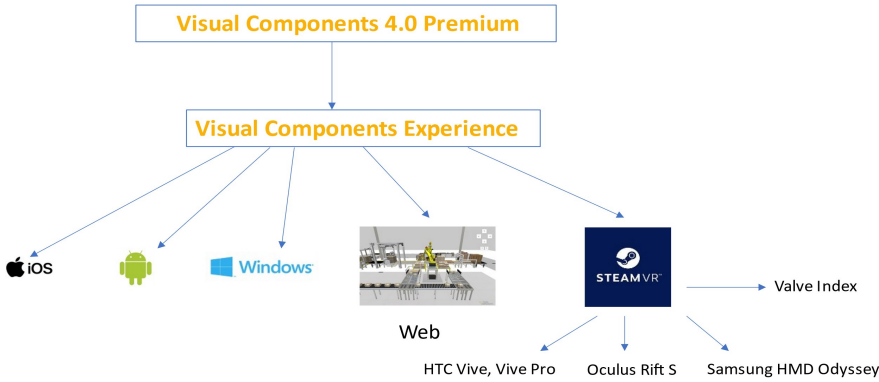 Visual Components 4.0 Premium
Visual Components Experience
iOS
Windows
STEAMVR™
Web
Valve Index
HTC Vive, Vive Pro
Oculus Rift S
Samsung HMD Odyssey